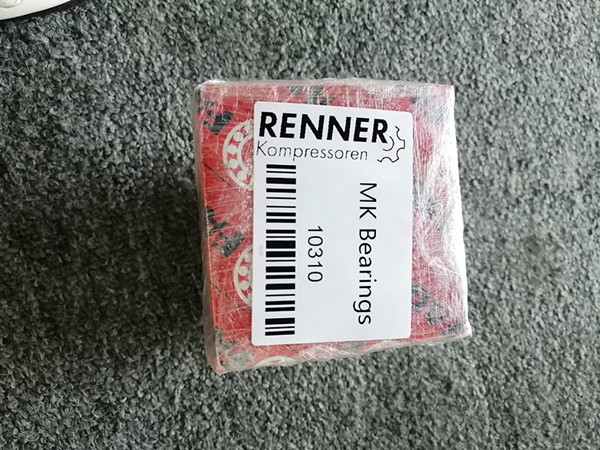 RENNER
Kompressoren
MK Bearings
10310